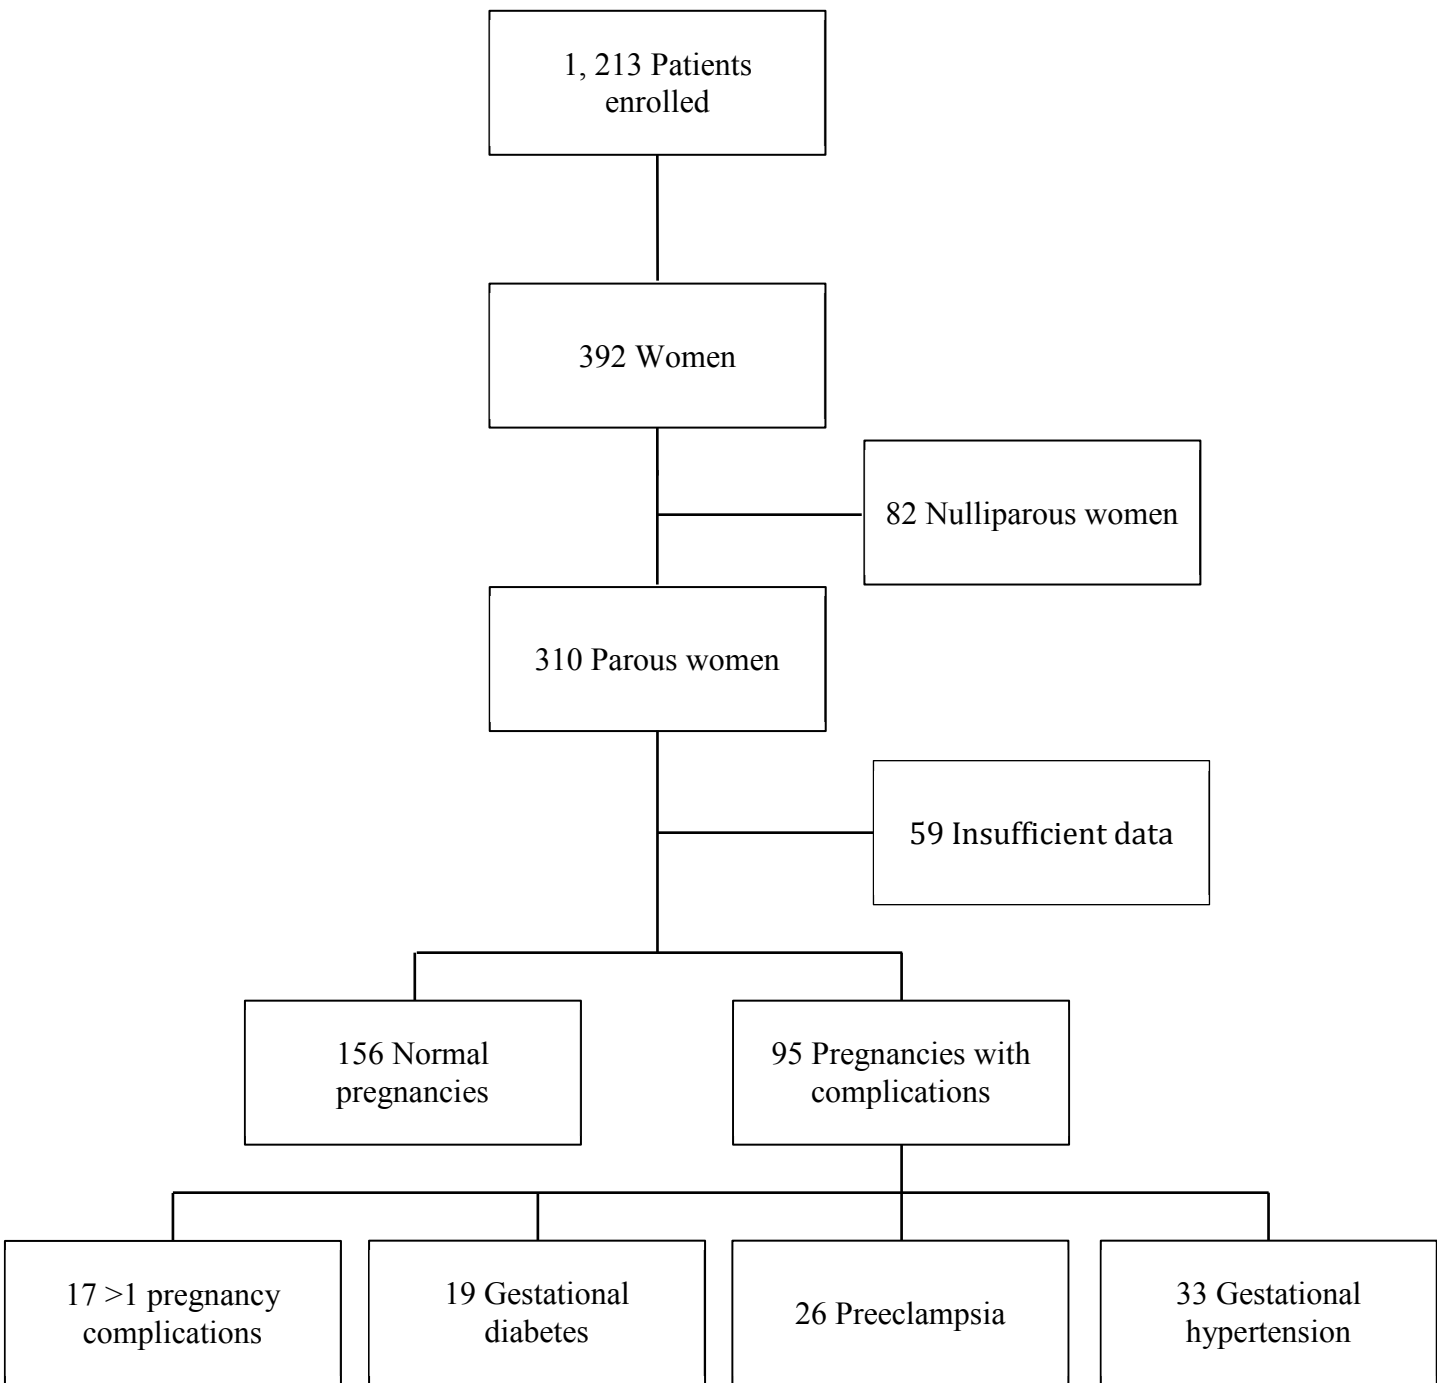 1, 213 Patients
enrolled
392 Women
82 Nulliparous women
310 Parous women
59 Insufficient data
156 Normal
pregnancies
95 Pregnancies with
complications
17 >1 pregnancy
complications
19 Gestational
diabetes
26 Preeclampsia
33 Gestational
hypertension